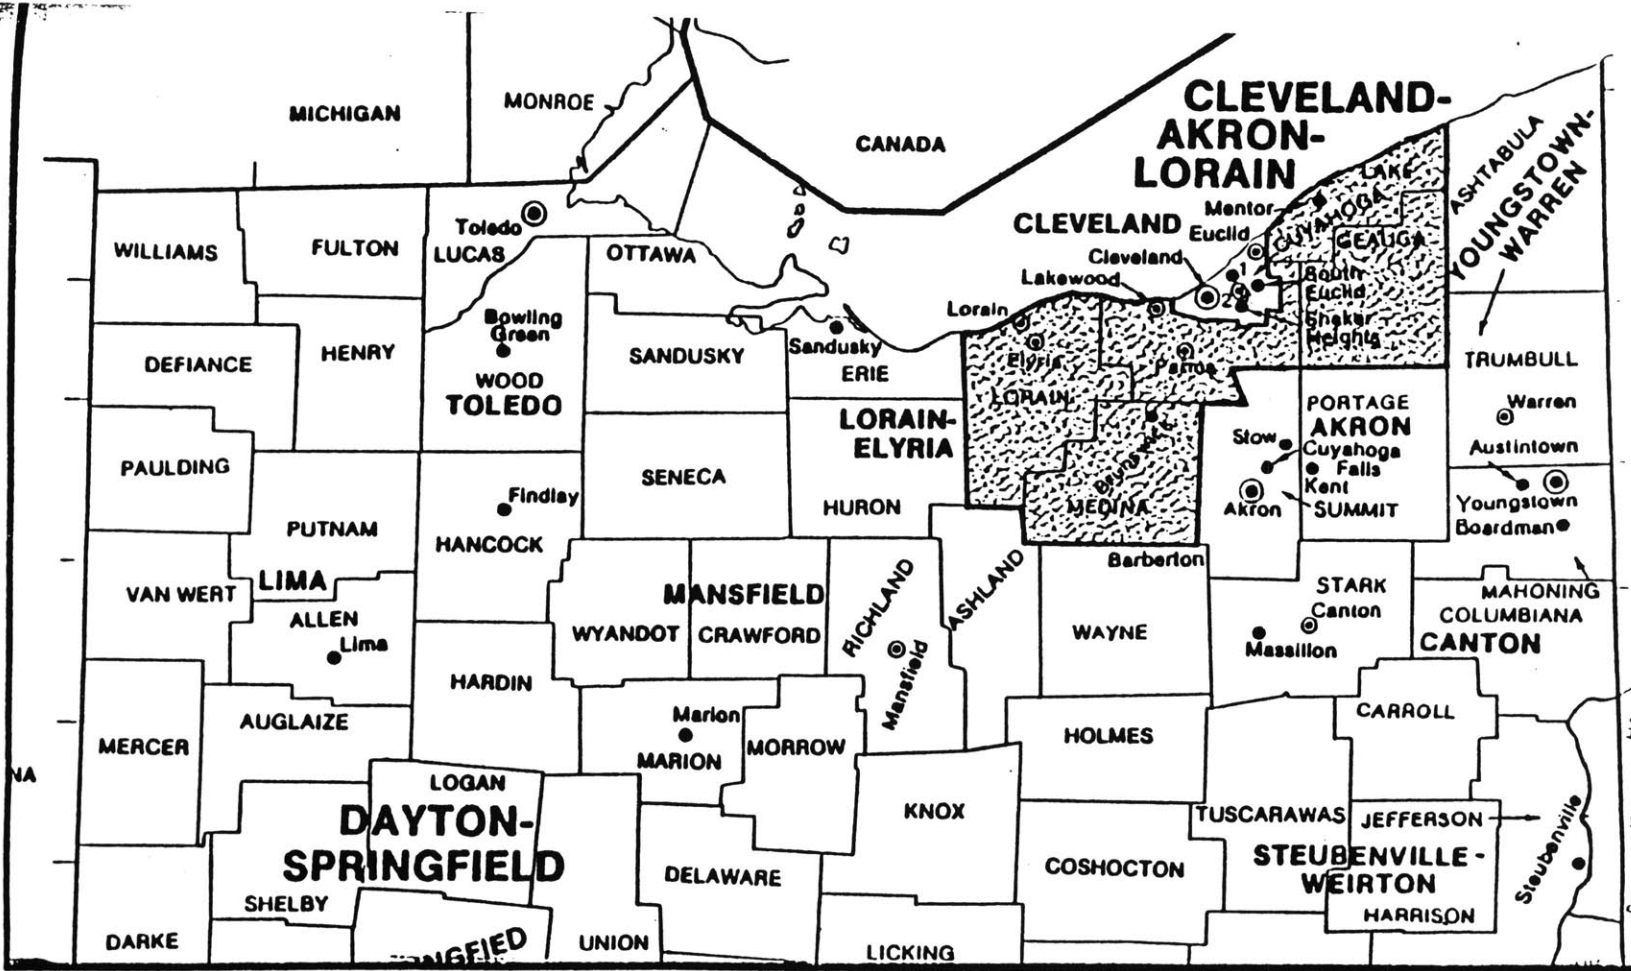 MICHIGAN
MONROE
CANADA
CLEVELAND-
AKRON-
LORAIN
ASHTABULA
YOUNGSTOWN-
WARREN
LAKE
Mentor
CUYAHOGA
CLEVELAND
Euclid
GEAUGA
Toledo
LUCAS
WILLIAMS
FULTON
OTTAWA
Cleveland
Lakewood
1
2
South
Euclid
Shaker
Heights
Lorain
Bowling
Green
Sandusky
ERIE
SANDUSKY
HENRY
DEFIANCE
WOOD
TOLEDO
Elyria
Parma
LORAIN
TRUMBULL
Warren
PORTAGE
AKRON
LORAIN-
ELYRIA
Stow
Cuyahoga
Falls
Kent
Austintown
PAULDING
SENECA
Brunswick
Findlay
HURON
MEDINA
Akron
SUMMIT
Youngstown
Boardman
PUTNAM
HANCOCK
Barberton
VAN WERT
LIMA
ALLEN
Lima
MANSFIELD
WYANDOT
CRAWFORD
RICHLAND
ASHLAND
Mansfield
WAYNE
STARK
Canton
Massillon
MAHONING
COLUMBIANA
CANTON
HARDIN
AUGLAIZE
MERCER
Marion
MARION
MORROW
HOLMES
CARROLL
NA
LOGAN
DAYTON-
SPRINGFIELD
KNOX
TUSCARAWAS
JEFFERSON
STEUBENVILLE-
WEIRTON
Steubenville
DELAWARE
COSHOCTON
SHELBY
HARRISON
DARKE
NGFIED
UNION
LICKING